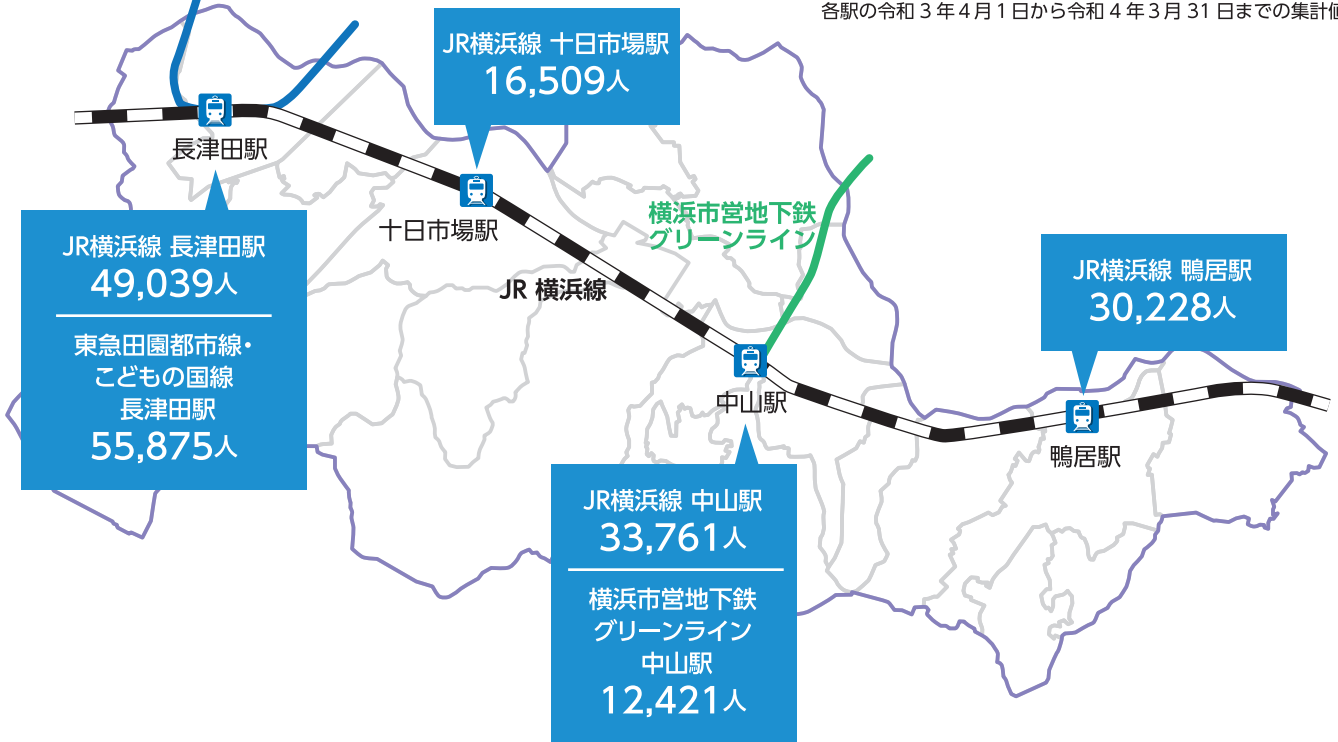 各駅の令和3年4月1日から令和4年3月31日までの集計値
JR横浜線 十日市場駅
16,509人
長津田駅
十日市場駅
横浜市営地下鉄
グリーンライン
JR横浜線 長津田駅
49,039人
東急田園都市線・
こどもの国線
長津田駅
55,875人
JR 横浜線
JR横浜線 鴨居駅
30,228人
中山駅
鴨居駅
JR横浜線 中山駅
33,761人
横浜市営地下鉄
グリーンライン
中山駅
12,421人